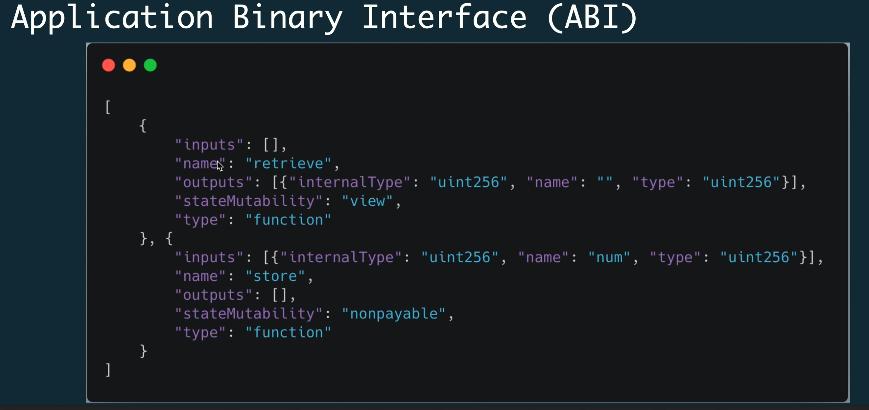 Application Binary Interface (ABI)
[
    {
        "inputs": [],
        "name": "retrieve",
        "outputs": [{"internalType": "uint256", "name": "", "type": "uint256"}],
        "stateMutability": "view",
        "type": "function"
    }, {
        "inputs": [{"internalType": "uint256", "name": "num", "type": "uint256"}],
        "name": "store",
        "outputs": [],
        "stateMutability": "nonpayable",
        "type": "function"
    }
]